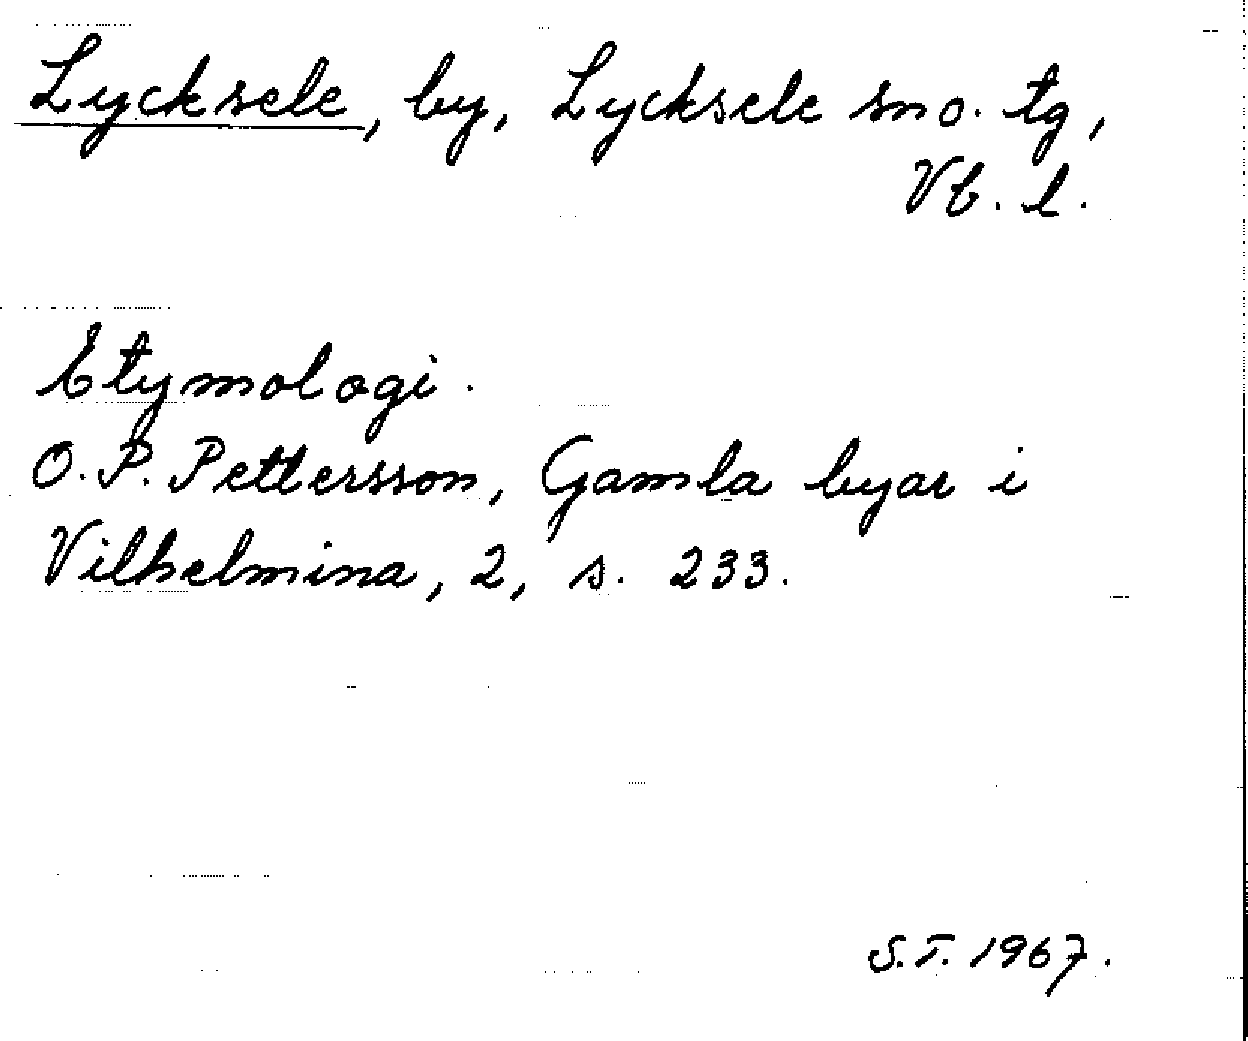 Lycksele, by, Lycksele sn o. tg,
Vb. l.
Etymologi.
O. P. Pettersson, Gamla byar i
Vilhelmina, 2, s. 233.
S.T. 1967.